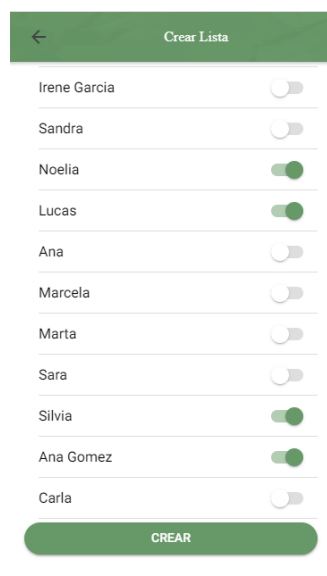 Crear Lista
Irene Garcia
Sandra
Noelia
Lucas
Ana
Marcela
Marta
Sara
Silvia
Ana Gomez
Carla
CREAR